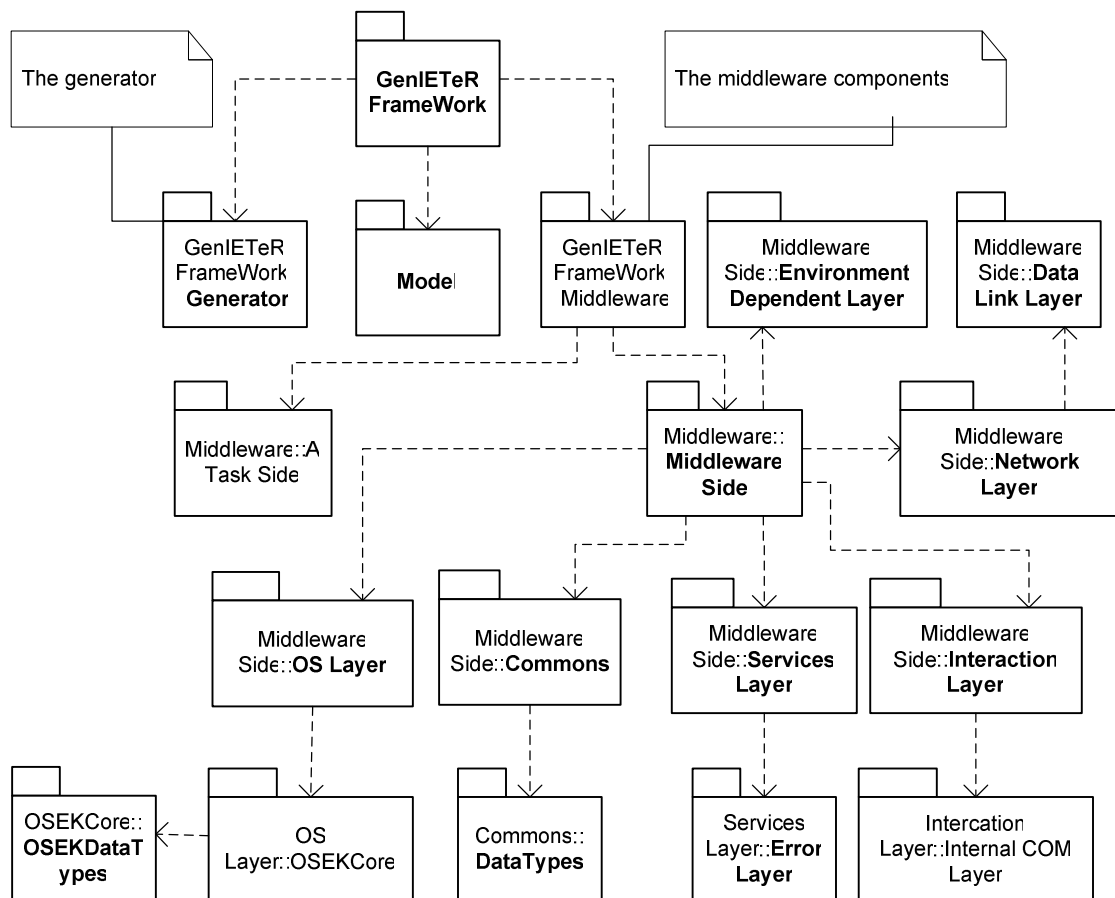 The generator
GenIETeR
FrameWork
The middleware components
GenIETeR
FrameWork
Generator
Model
GenIETeR
FrameWork
Middleware
Middleware
Side::Environment
Dependent Layer
Middleware
Side::Data
Link Layer
Middleware::A
Task Side
Middleware::
Middleware
Side
Middleware
Side::Network
Layer
Middleware
Side::OS Layer
Middleware
Side::Commons
Middleware
Side::Services
Layer
Middleware
Side::Interaction
Layer
OSEKCore::
OSEKDataT
ypes
OS
Layer::OSEKCore
Commons::
DataTypes
Services
Layer::Error
Layer
Intercation
Layer::Internal COM
Layer